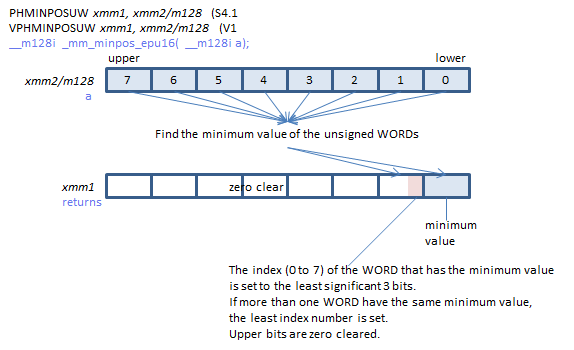 PHMINPOSUW xmm1, xmm2/m128 (S4.1
VPHMINPOSUW xmm1, xmm2/m128 (V1
__m128i _mm_minpos_epu16( __m128i a);
upper lower
xmm2/m128 7 6 5 4 3 2 1 0
a
Find the minimum value of the unsigned WORDs
xmm1 zero clear
returns
minimum
value
The index (0 to 7) of the WORD that has the minimum value
is set to the least significant 3 bits.
If more than one WORD have the same minimum value,
the least index number is set.
Upper bits are zero cleared.